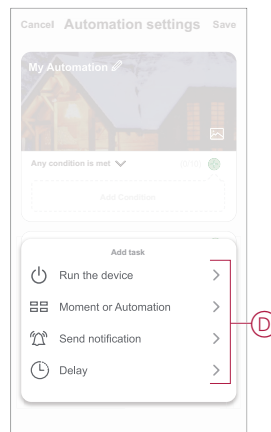 Cancel Automation settings Save
My Automation
Any condition is met
Add Condition
Add task
Run the device
Moment or Automation
Send notification
Delay
D